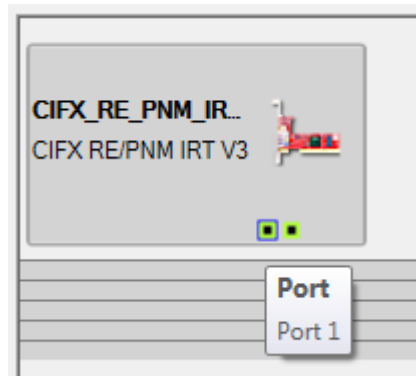 CIFX_RE_PNM_IR...
CIFX RE/PNM IRT V3
Port
Port 1